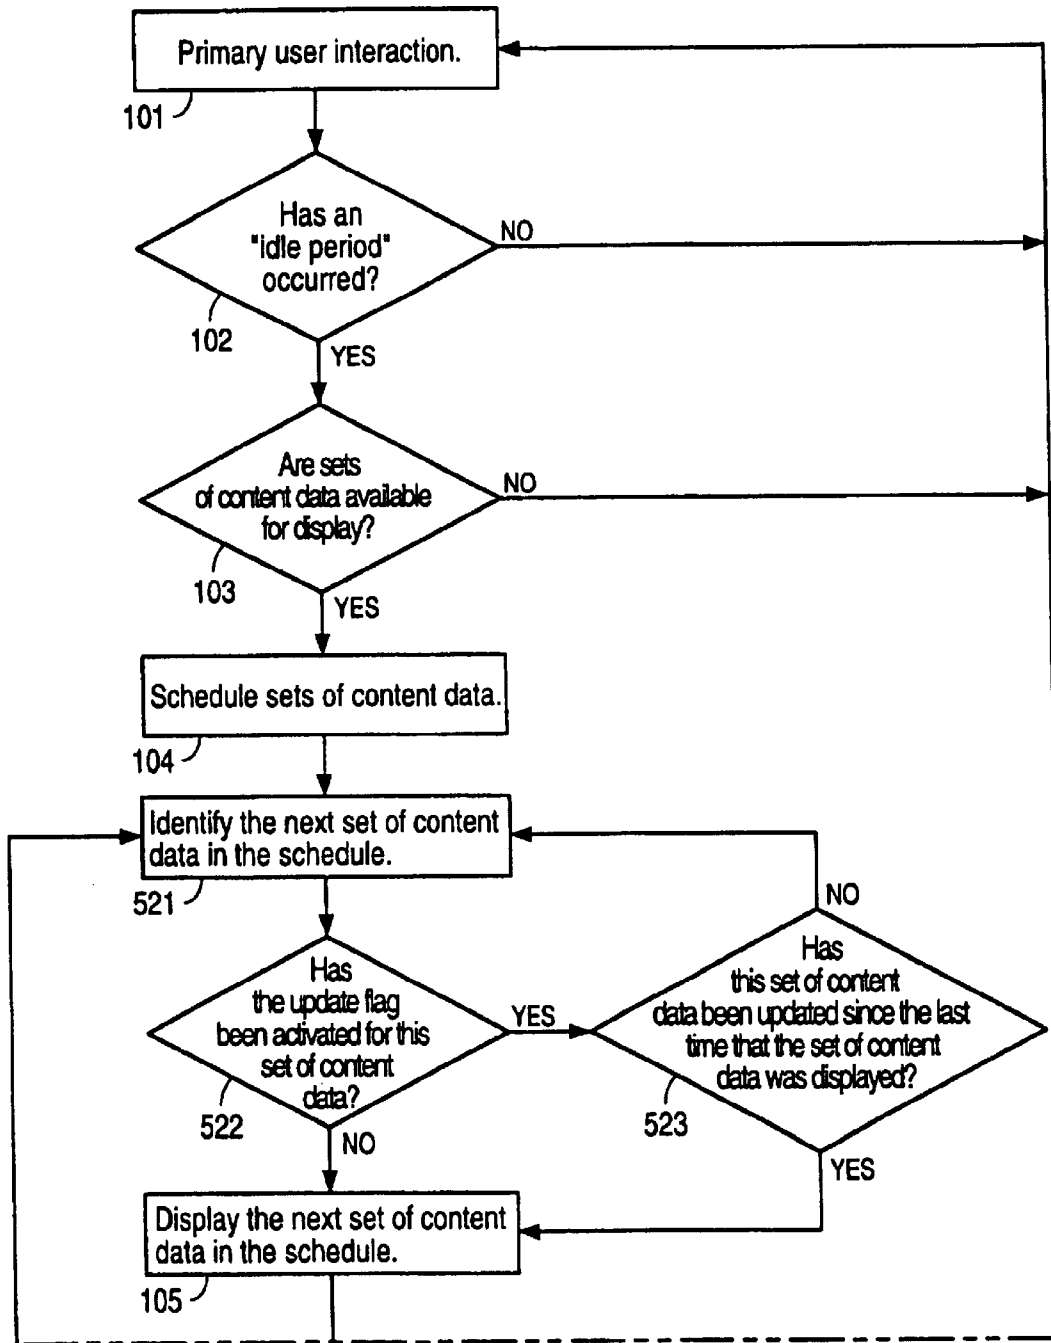 Primary user interaction.
101
Has an
"idle period"
occurred?
NO
102
YES
Are sets
of content data available
for display?
NO
103
YES
Schedule sets of content data.
104
Identify the next set of content
data in the schedule.
521
NO
Has
the update flag
been activated for this
set of content
data?
YES
522
NO
Has
this set of content
data been updated since the last
time that the set of content
data was displayed?
523
YES
Display the next set of content
data in the schedule.
105